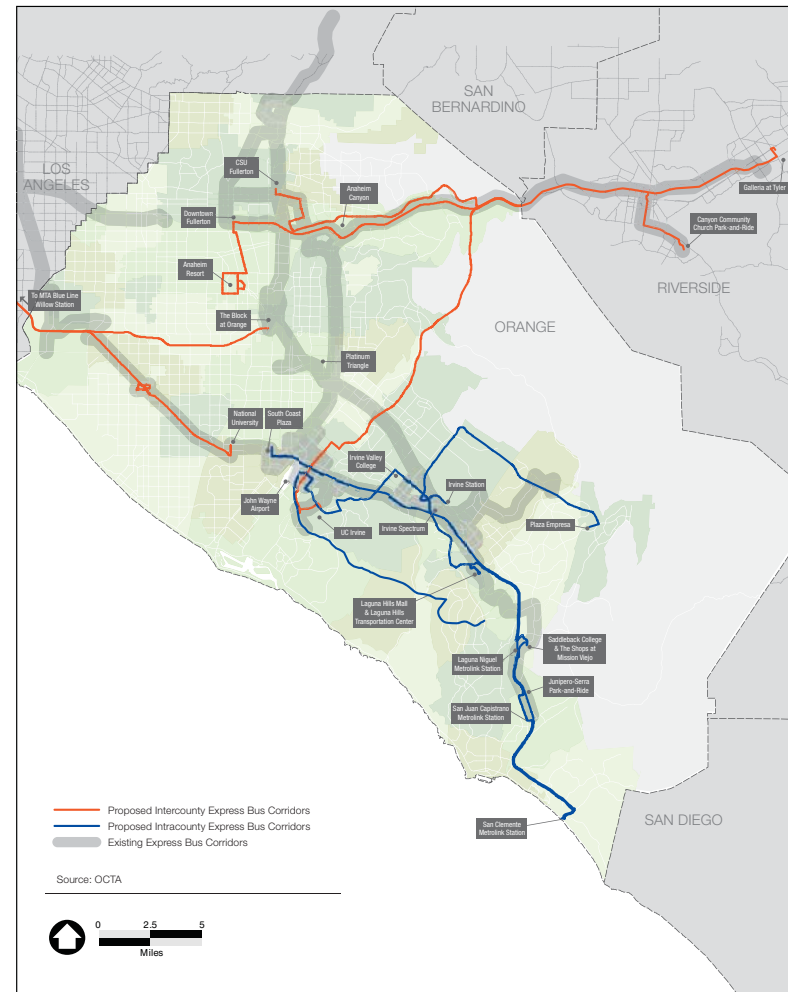 SAN
BERNARDINO
CSU
Fullerton
LOS
ANGELES
Anaheim
Canyon
Galleria at Tyler
Downtown
Fullerton
Canyon Community
Church Park-and-Ride
Anaheim
Resort
RIVERSIDE
To MTA Blue Line
Willow Station
The Block
at Orange
ORANGE
Platinum
Triangle
National
University
South Coast
Plaza
Irvine Valley
College
Irvine Station
John Wayne
Airport
UC Irvine
Irvine Spectrum
Plaza Empresa
Laguna Hills Mall
& Laguna Hills
Transportation Center
Saddleback College
& The Shops at
Mission Viejo
Laguna Niguel
Metrolink Station
Junipero-Serra
Park-and-Ride
San Juan Capistrano
Metrolink Station
San Clemente
Metrolink Station
SAN DIEGO
Proposed Intercounty Express Bus Corridors
Proposed Intracounty Express Bus Corridors
Existing Express Bus Corridors
Source: OCTA
0 2.5 5
Miles